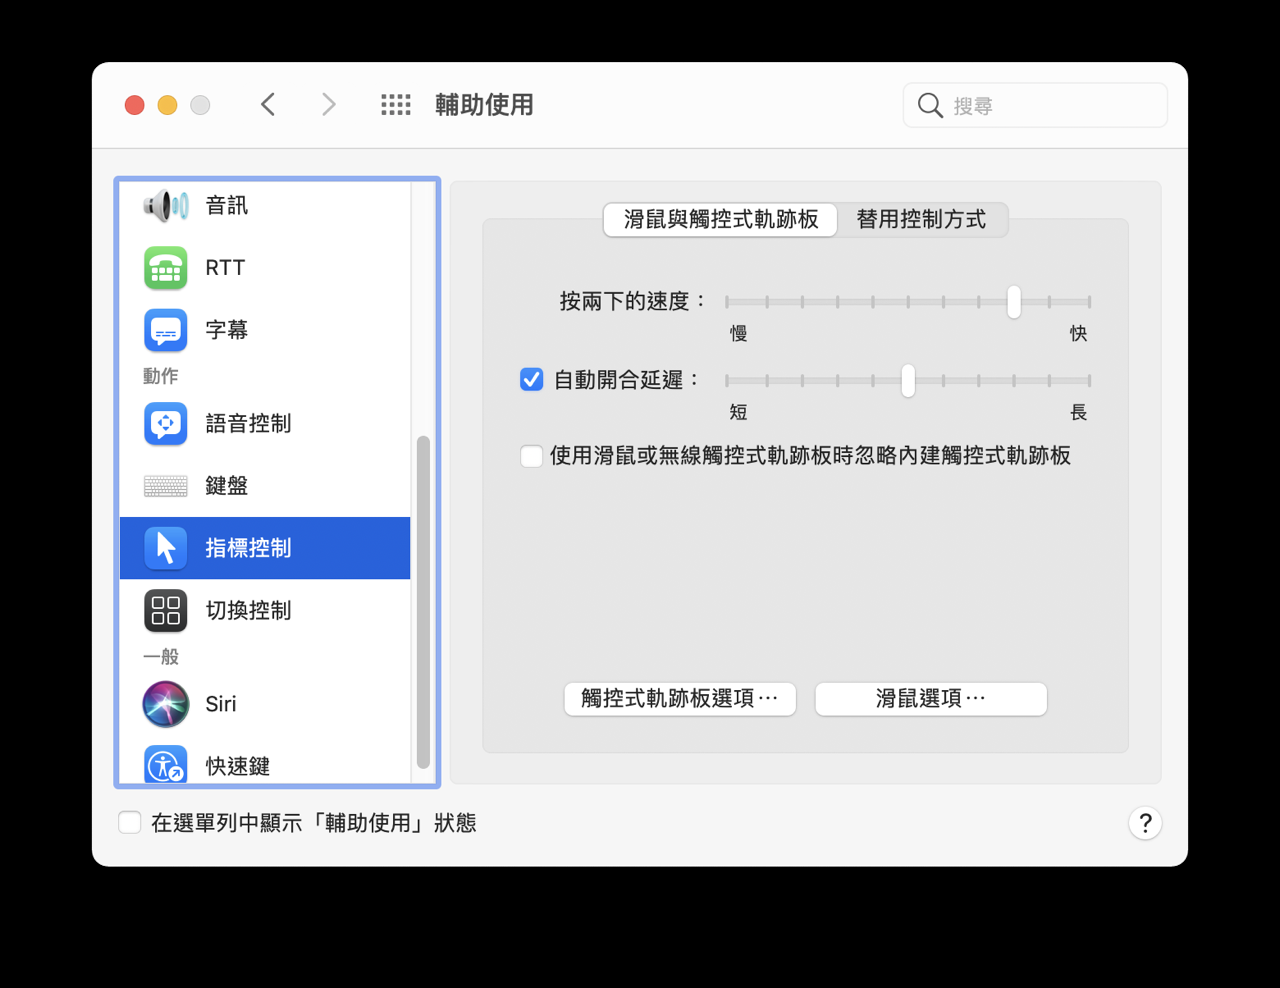 輔助使用
搜尋
音訊
RTT
字幕
動作
語音控制
鍵盤
指標控制
切換控制
一般
Siri
快速鍵
滑鼠與觸控式軌跡板
替用控制方式
按兩下的速度：
慢
快
自動開合延遲：
短
長
使用滑鼠或無線觸控式軌跡板時忽略內建觸控式軌跡板
觸控式軌跡板選項⋯
滑鼠選項⋯
在選單列中顯示「輔助使用」狀態
?